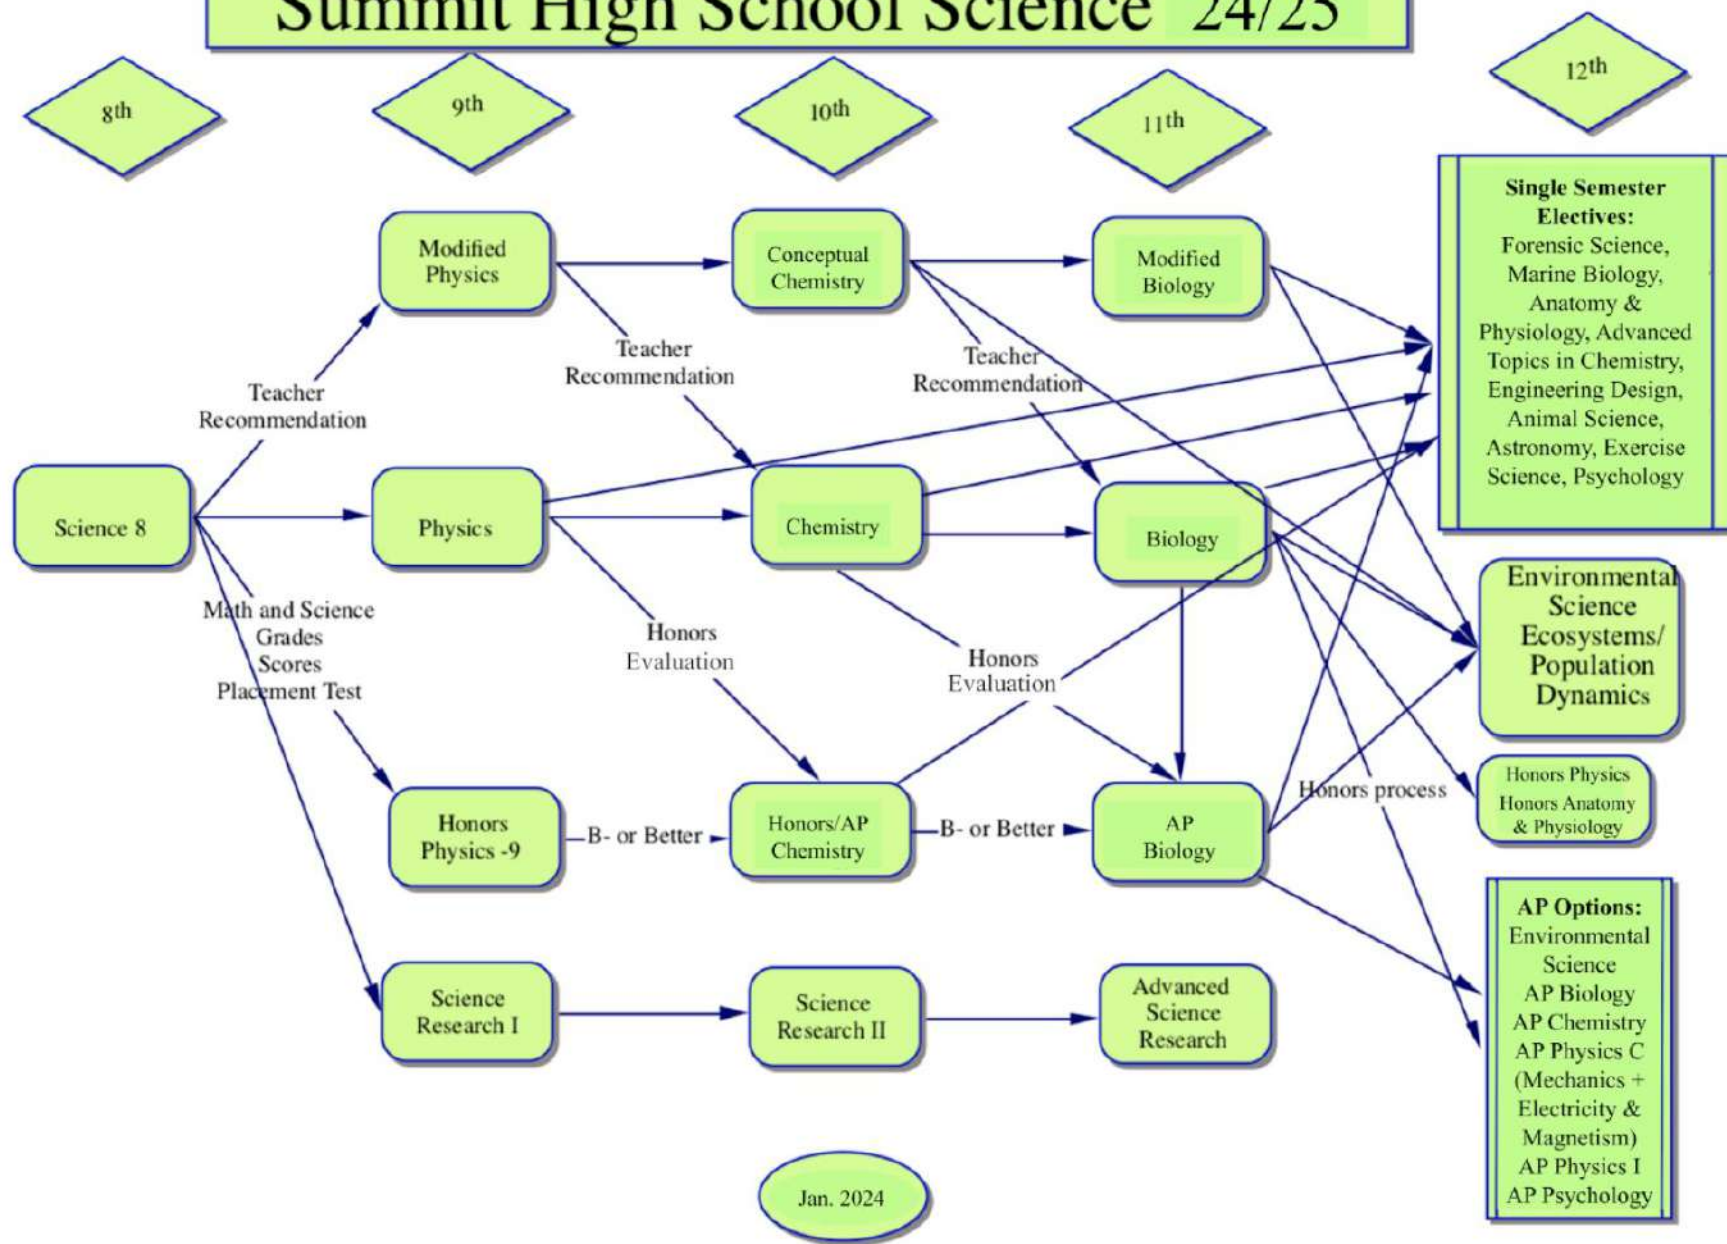 Summit High School Science 24/25
8th
9th
10th
11th
12th
Modified
Physics
Conceptual
Chemistry
Modified
Biology
Single Semester
Electives:
Forensic Science,
Marine Biology,
Anatomy &
Physiology, Advanced
Topics in Chemistry,
Engineering Design,
Animal Science,
Astronomy, Exercise
Science, Psychology
Teacher
Recommendation
Teacher
Recommendation
Teacher
Recommendation
Science 8
Physics
Chemistry
Biology
Environmental
Science
Ecosystems/
Population
Dynamics
Math and Science
Grades
Scores
Placement Test
Honors
Evaluation
Honors
Evaluation
Honors process
Honors Physics
Honors Anatomy
& Physiology
Honors
Physics -9
B- or Better
Honors/AP
Chemistry
B- or Better
AP
Biology
AP Options:
Environmental
Science
AP Biology
AP Chemistry
AP Physics C
(Mechanics +
Electricity &
Magnetism)
AP Physics I
AP Psychology
Science
Research I
Science
Research II
Advanced
Science
Research
Jan. 2024